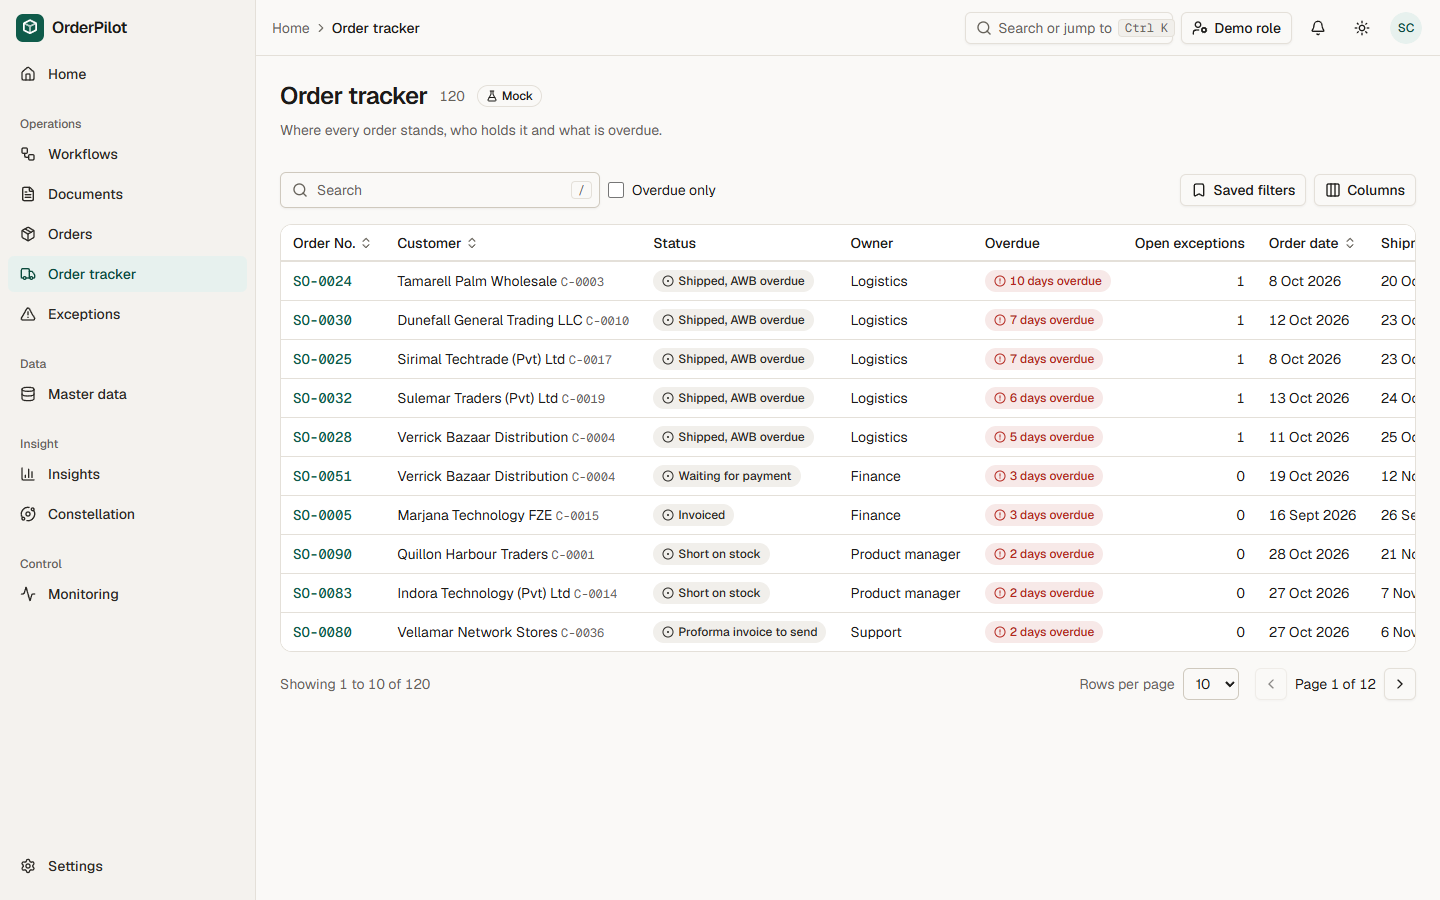 OrderPilot
Home
Operations
Workflows
Documents
Orders
Order tracker
Exceptions
Data
Master data
Insight
Insights
Constellation
Control
Monitoring
Settings
Home > Order tracker
Search or jump to Ctrl K
Demo role
SC
Order tracker 120 Mock
Where every order stands, who holds it and what is overdue.
Search /
Overdue only
Saved filters
Columns
Order No. Customer Status Owner Overdue Open exceptions Order date
SO-0024 Tamarell Palm Wholesale C-0003 Shipped, AWB overdue Logistics 10 days overdue 1 8 Oct 2026 20
SO-0030 Dunefall General Trading LLC C-0010 Shipped, AWB overdue Logistics 7 days overdue 1 12 Oct 2026 23
SO-0025 Sirimal Techtrade (Pvt) Ltd C-0017 Shipped, AWB overdue Logistics 7 days overdue 1 8 Oct 2026 23
SO-0032 Sulemar Traders (Pvt) Ltd C-0019 Shipped, AWB overdue Logistics 6 days overdue 1 13 Oct 2026 24
SO-0028 Verrick Bazaar Distribution C-0004 Shipped, AWB overdue Logistics 5 days overdue 1 11 Oct 2026 25
SO-0051 Verrick Bazaar Distribution C-0004 Waiting for payment Finance 3 days overdue 0 19 Oct 2026 12
SO-0005 Marjana Technology FZE C-0015 Invoiced Finance 3 days overdue 0 16 Sept 2026 26
SO-0090 Quillon Harbour Traders C-0001 Short on stock Product manager 2 days overdue 0 28 Oct 2026 21
SO-0083 Indora Technology (Pvt) Ltd C-0014 Short on stock Product manager 2 days overdue 0 27 Oct 2026 7
SO-0080 Vellamar Network Stores C-0036 Proforma invoice to send Support 2 days overdue 0 27 Oct 2026 6
Showing 1 to 10 of 120
Rows per page 10
Page 1 of 12